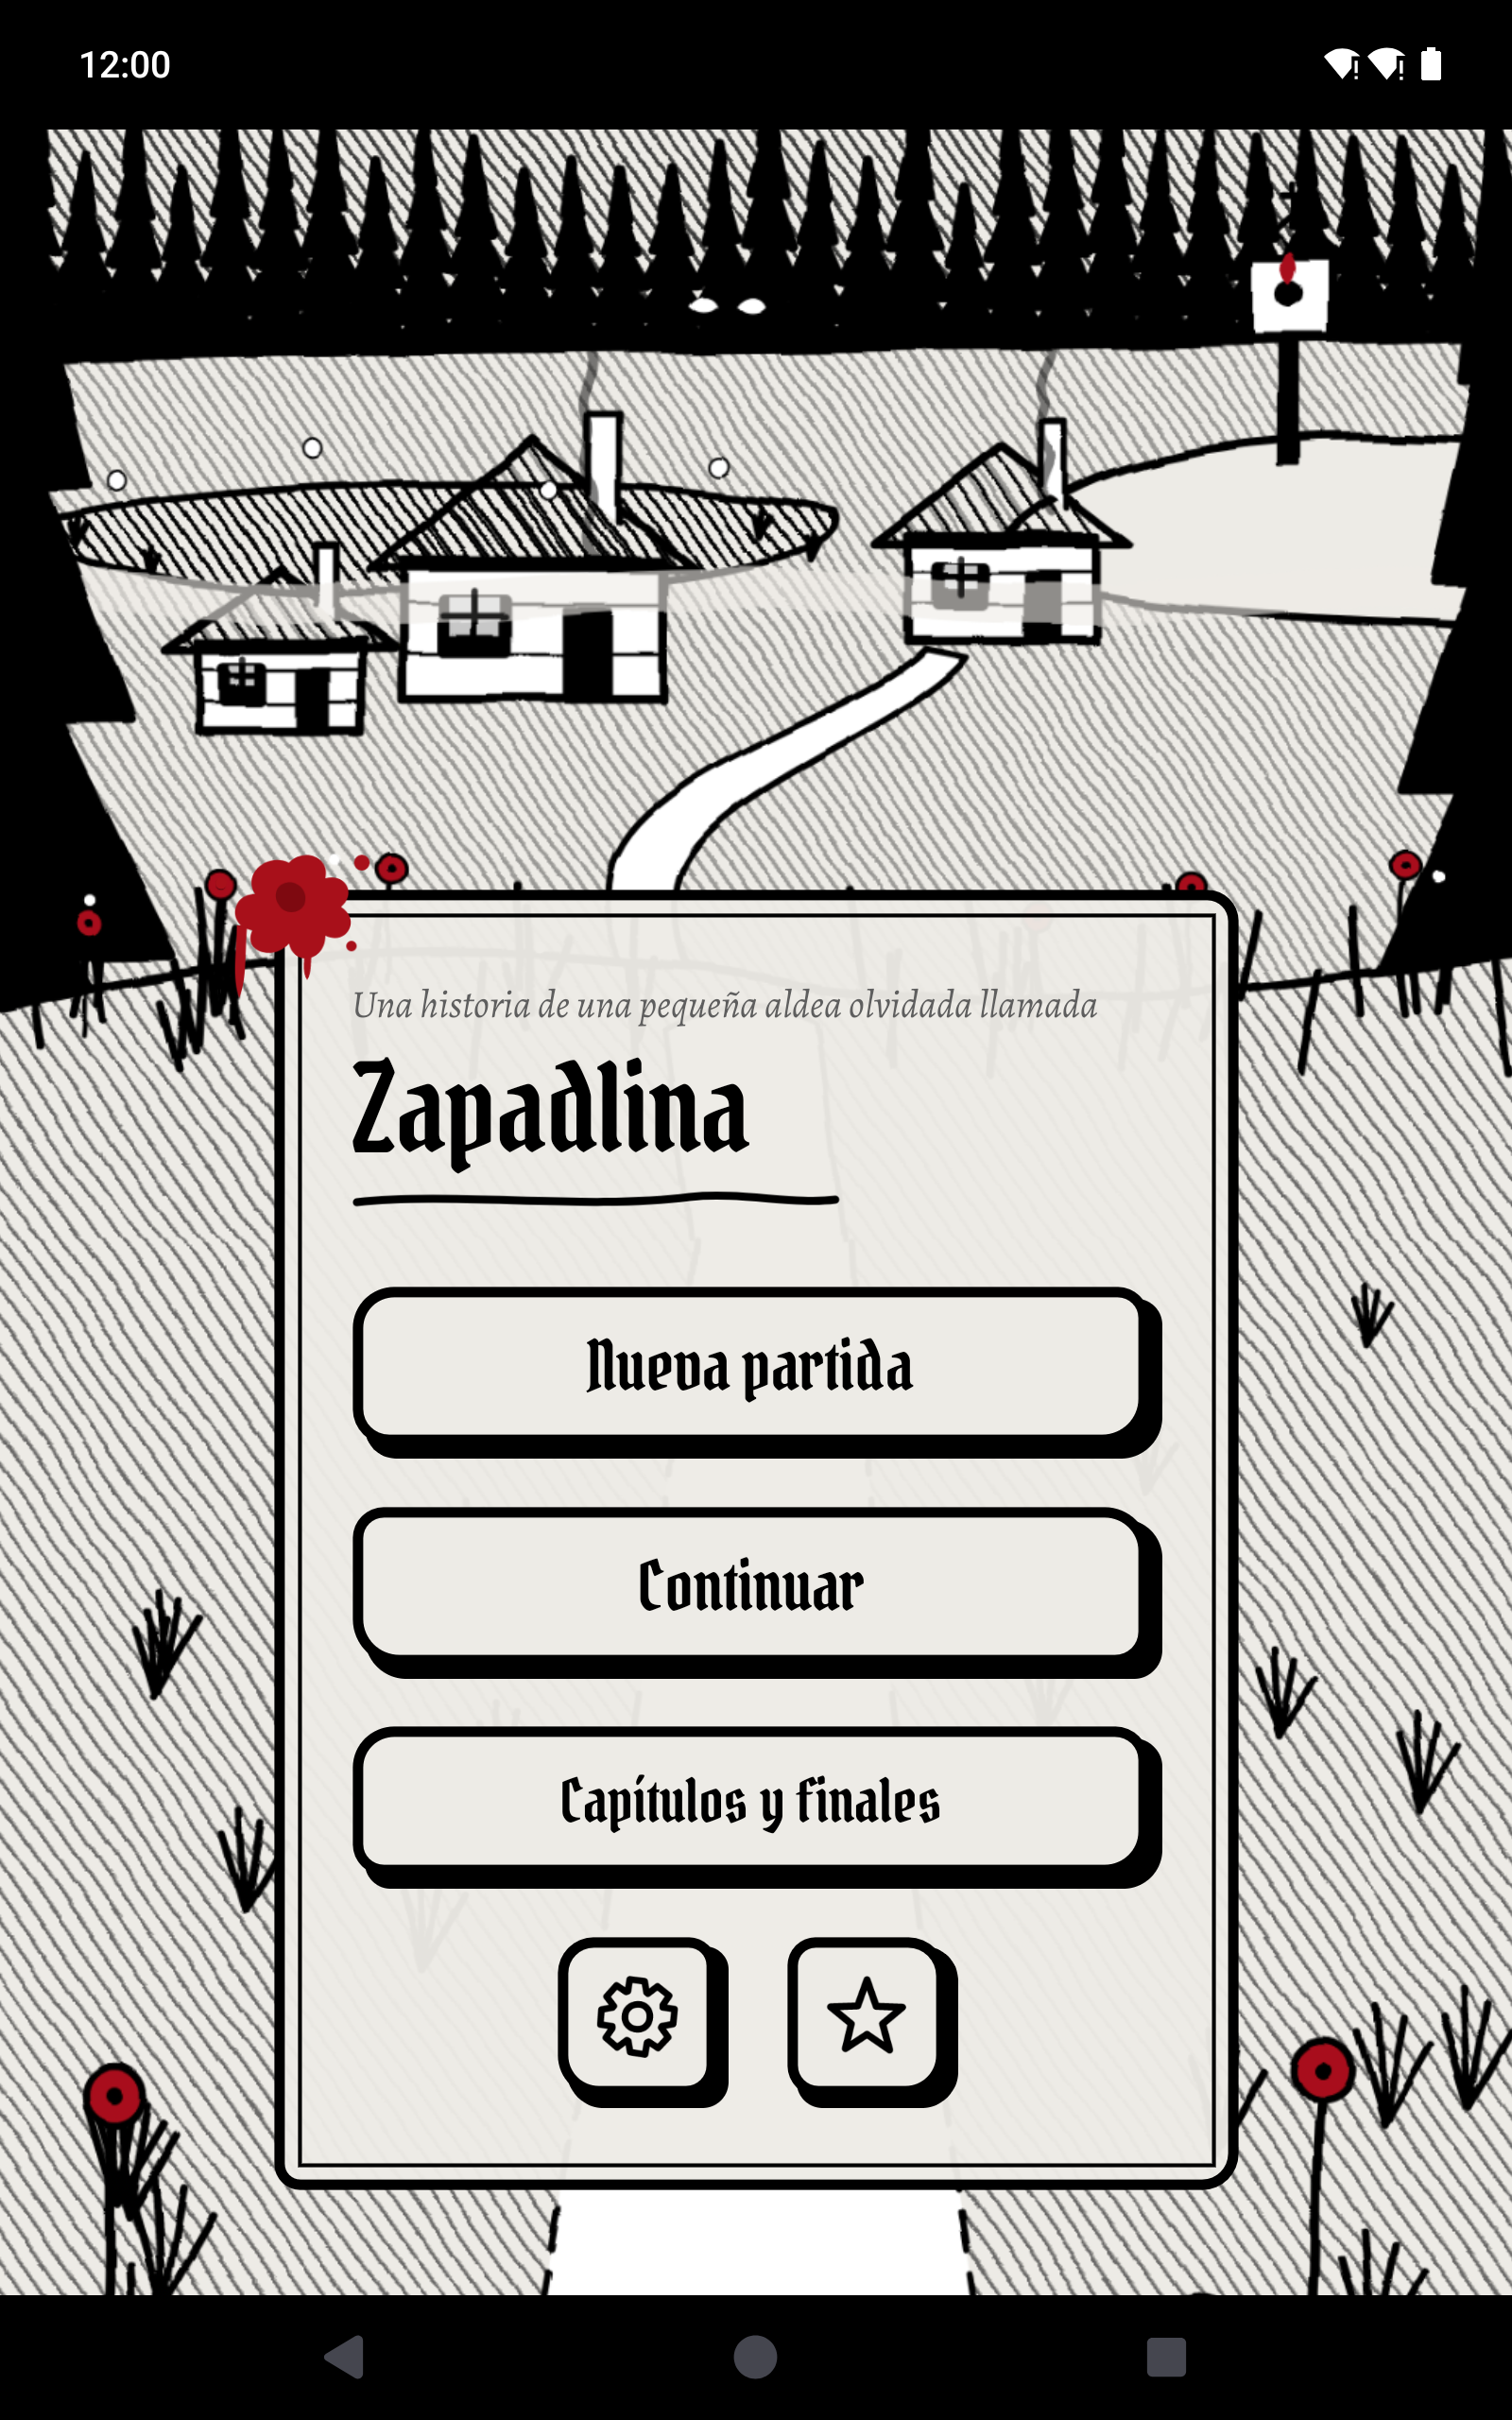 12:00
Una historia de una pequeña aldea olvidada llamada
Zapadlina
Nueva partida
Continuar
Capítulos y finales